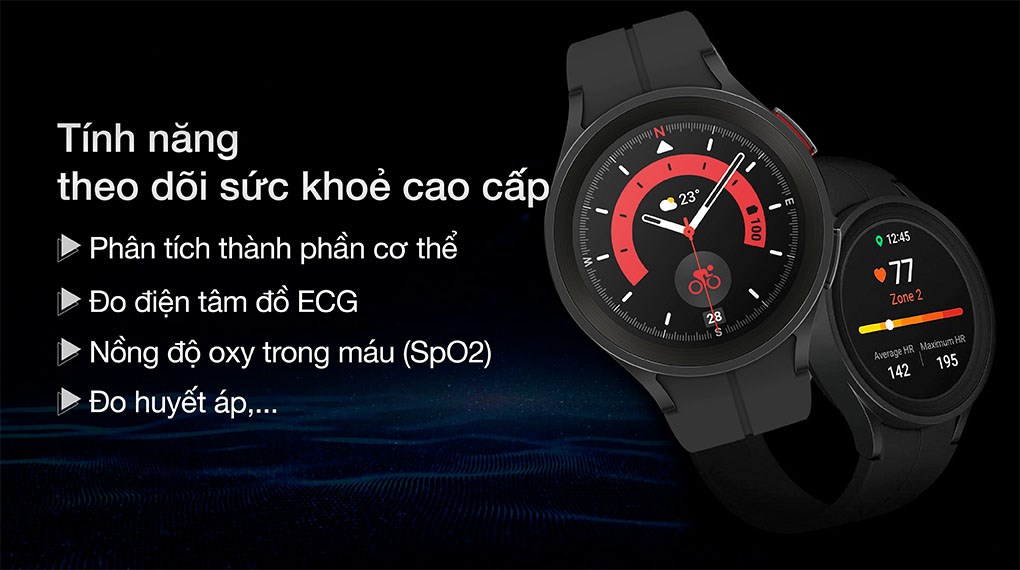 Tính năng
theo dõi sức khoẻ cao cấp
Phân tích thành phần cơ thể
Đo điện tâm đồ ECG
Nồng độ oxy trong máu (SpO2)
Đo huyết áp,...
N
23°
E
100
W
28
S
12:45
77
Zone 2
Average HR
142
Maximum HR
195